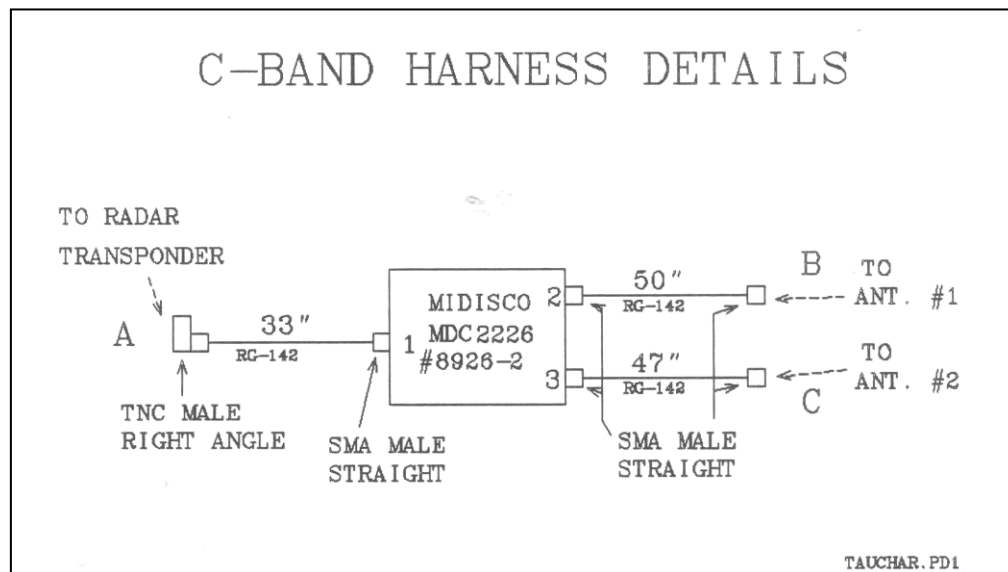 C-BAND HARNESS DETAILS
TO RADAR
TRANSPONDER
A
33"
RG-142
TNC MALE
RIGHT ANGLE
SMA MALE
STRAIGHT
MIDISCO
MDC2226
#8926-2
1
2
3
50"
RG-142
47"
RG-142
SMA MALE
STRAIGHT
B
TO
ANT. #1
TO
ANT. #2
C
TAUCHAR.PD1